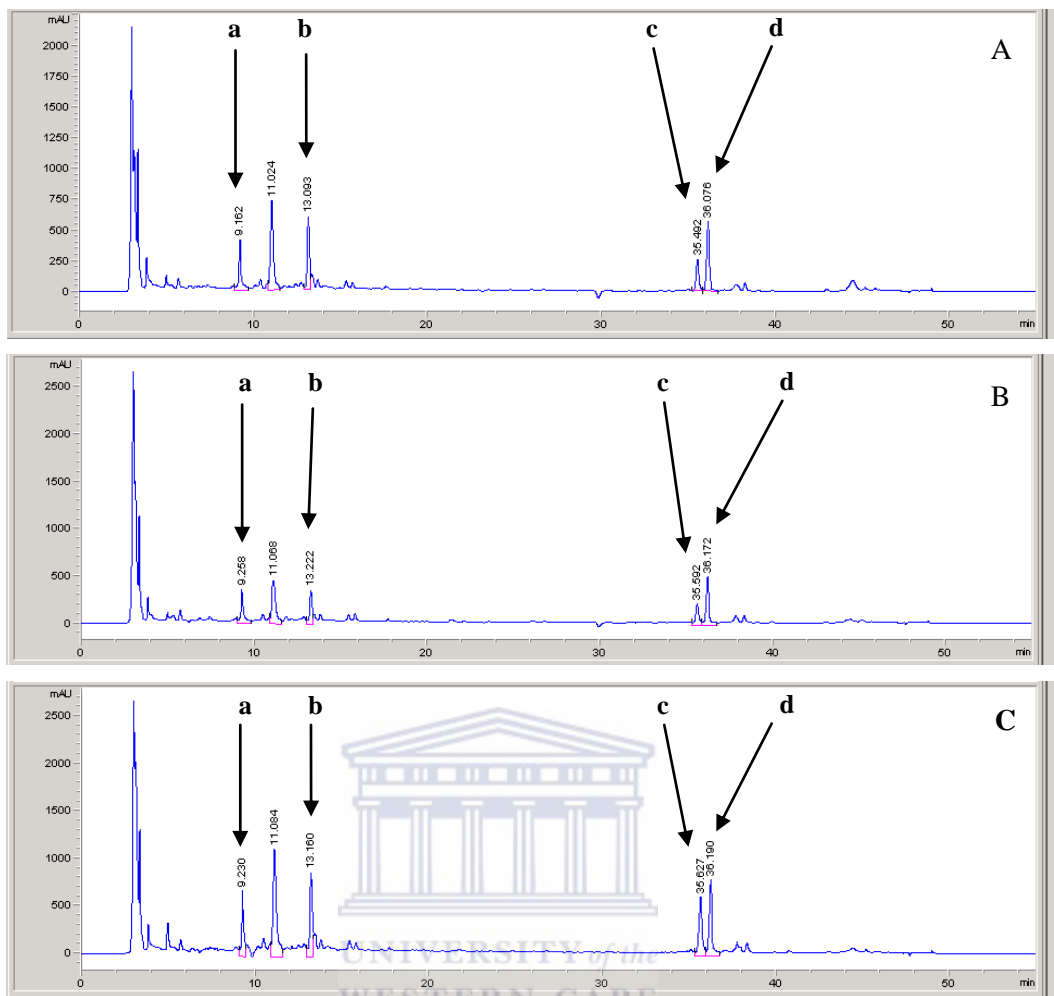 mAU
a
b
c
d
A
2000
1750
1500
1250
1000
750
500
250
0
9.162
11.024
13.093
35.492
36.076
0 10 20 30 40 50 min
mAU
a
b
c
d
B
2500
2000
1500
1000
500
0
9.258
11.068
13.222
35.592
36.172
0 10 20 30 40 50 min
mAU
a
b
c
d
C
2500
2000
1500
1000
500
0
9.230
11.084
13.160
35.627
36.190
UNIVERSITY of the
WESTERN CAPE
0 10 20 30 40 50 min